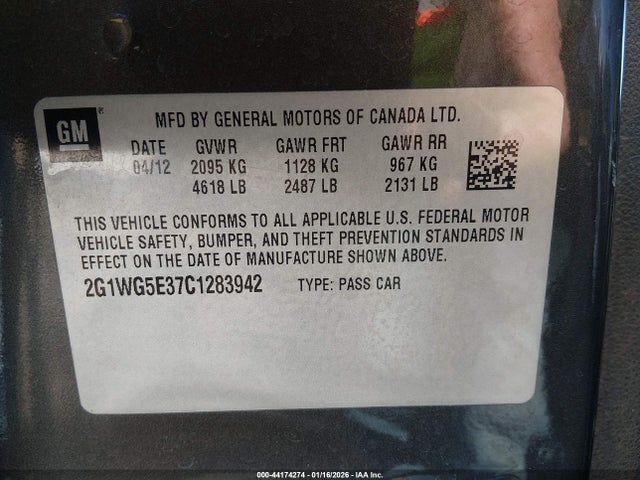 GM
MFD BY GENERAL MOTORS OF CANADA LTD.
DATE GVWR GAWR FRT GAWR RR
04/12 2095 KG 1128 KG 967 KG
4618 LB 2487 LB 2131 LB
THIS VEHICLE CONFORMS TO ALL APPLICABLE U.S. FEDERAL MOTOR
VEHICLE SAFETY, BUMPER, AND THEFT PREVENTION STANDARDS IN
EFFECT ON THE DATE OF MANUFACTURE SHOWN ABOVE.
2G1WG5E37C1283942 TYPE: PASS CAR
000-44174274 - 01/16/2026 - IAA Inc.